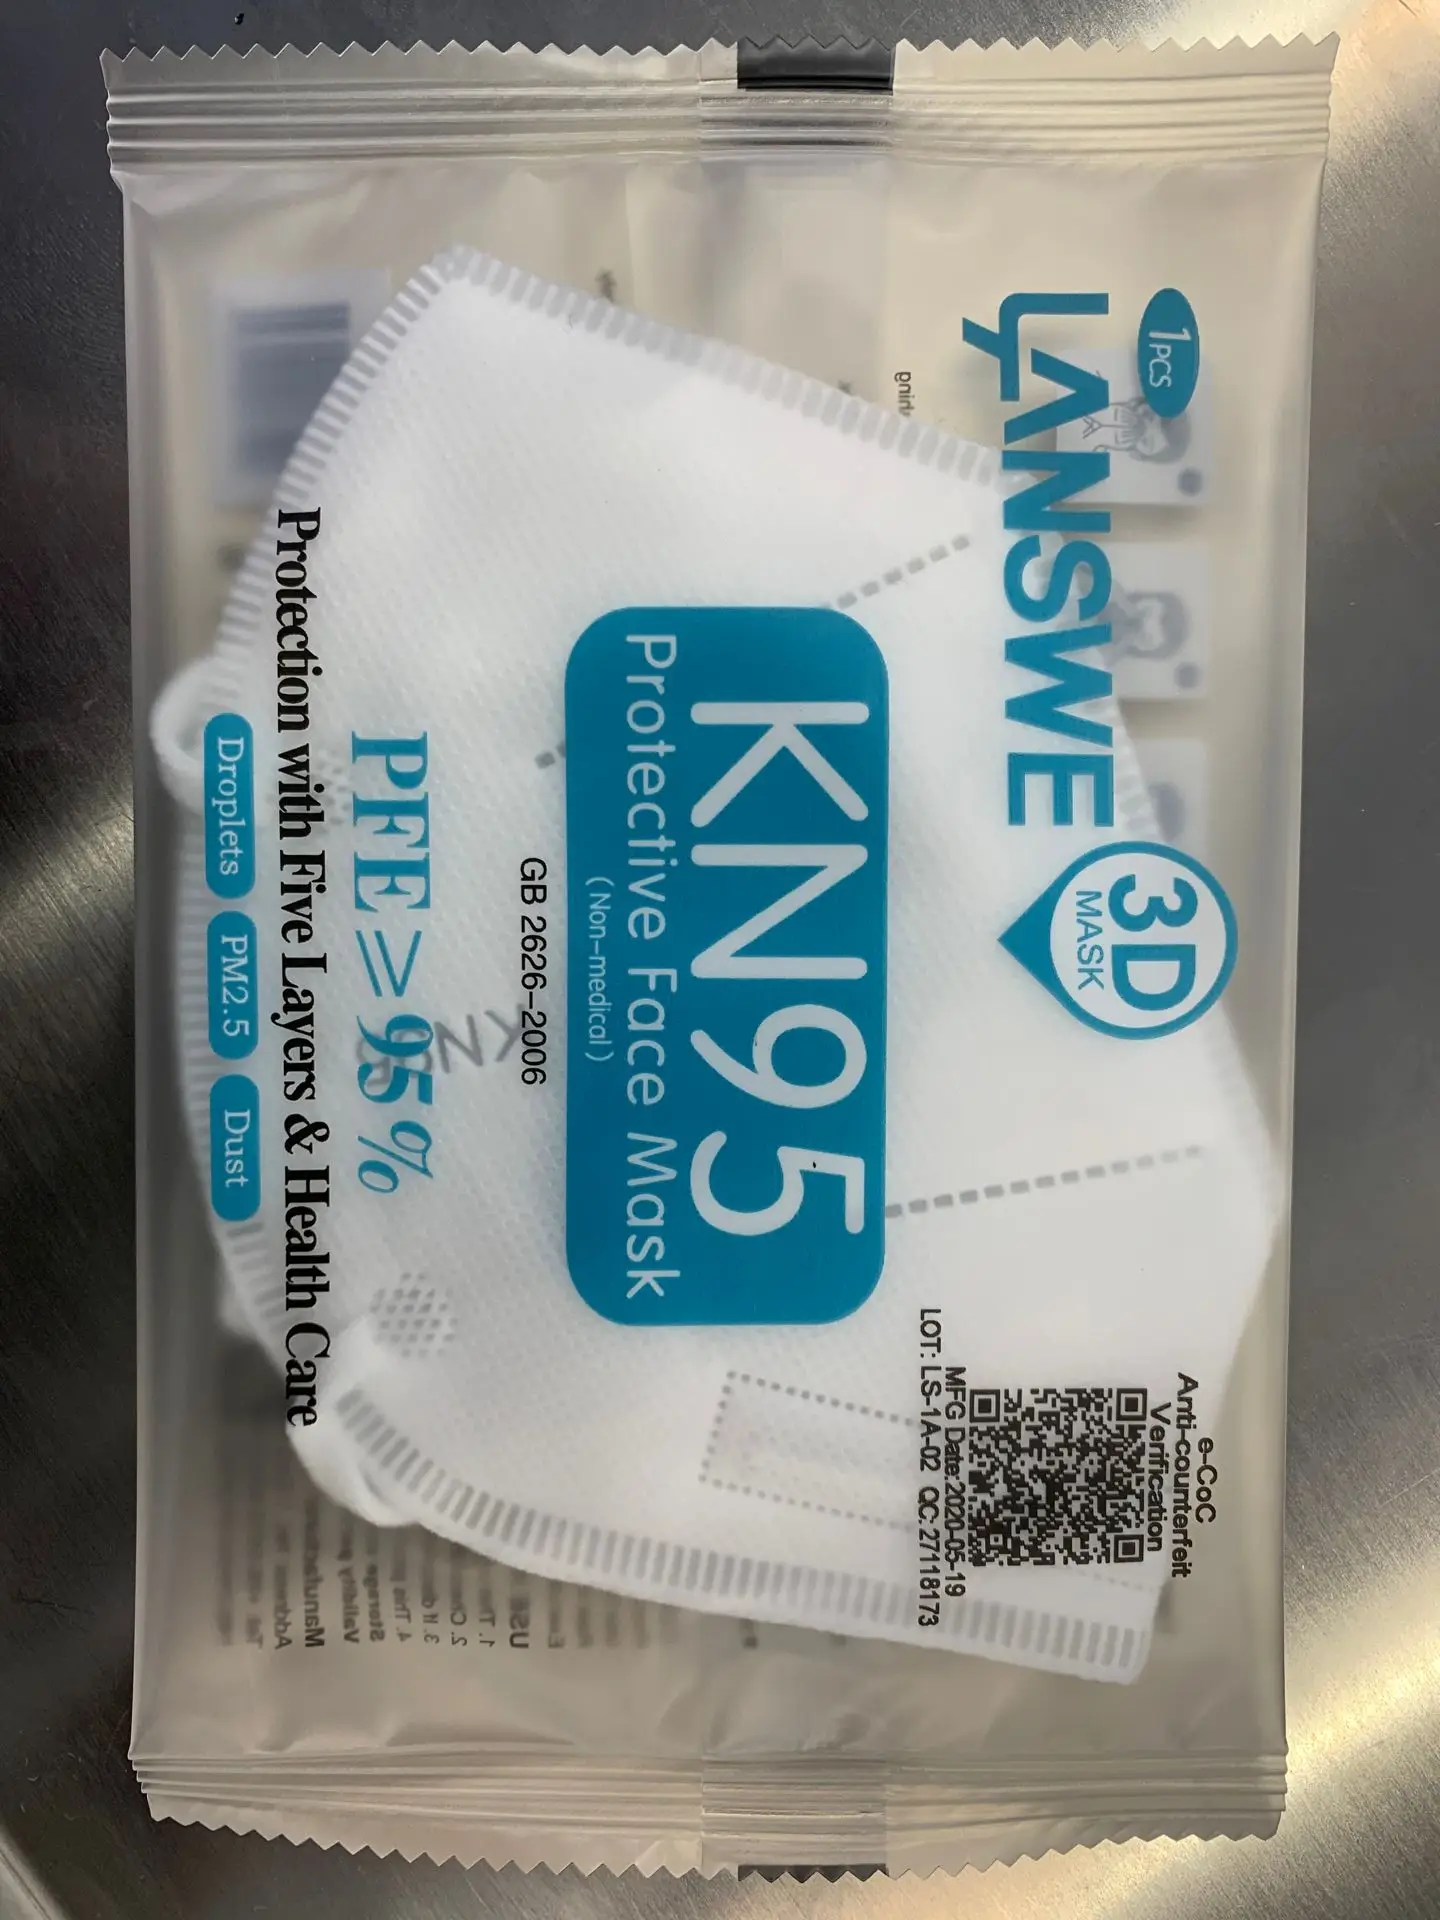 1PCS
LANSWE
3D
MASK
e-CoC
Anti-counterfeit
Verification
MFG Date:2020-05-19
LOT: LS-1A-02 QC:27118173
KN95
Protective Face Mask
( Non-medical )
GB 2626-2006
KN95
PFE ≥ 95%
Protection with Five Layers & Health Care
Droplets
PM2.5
Dust